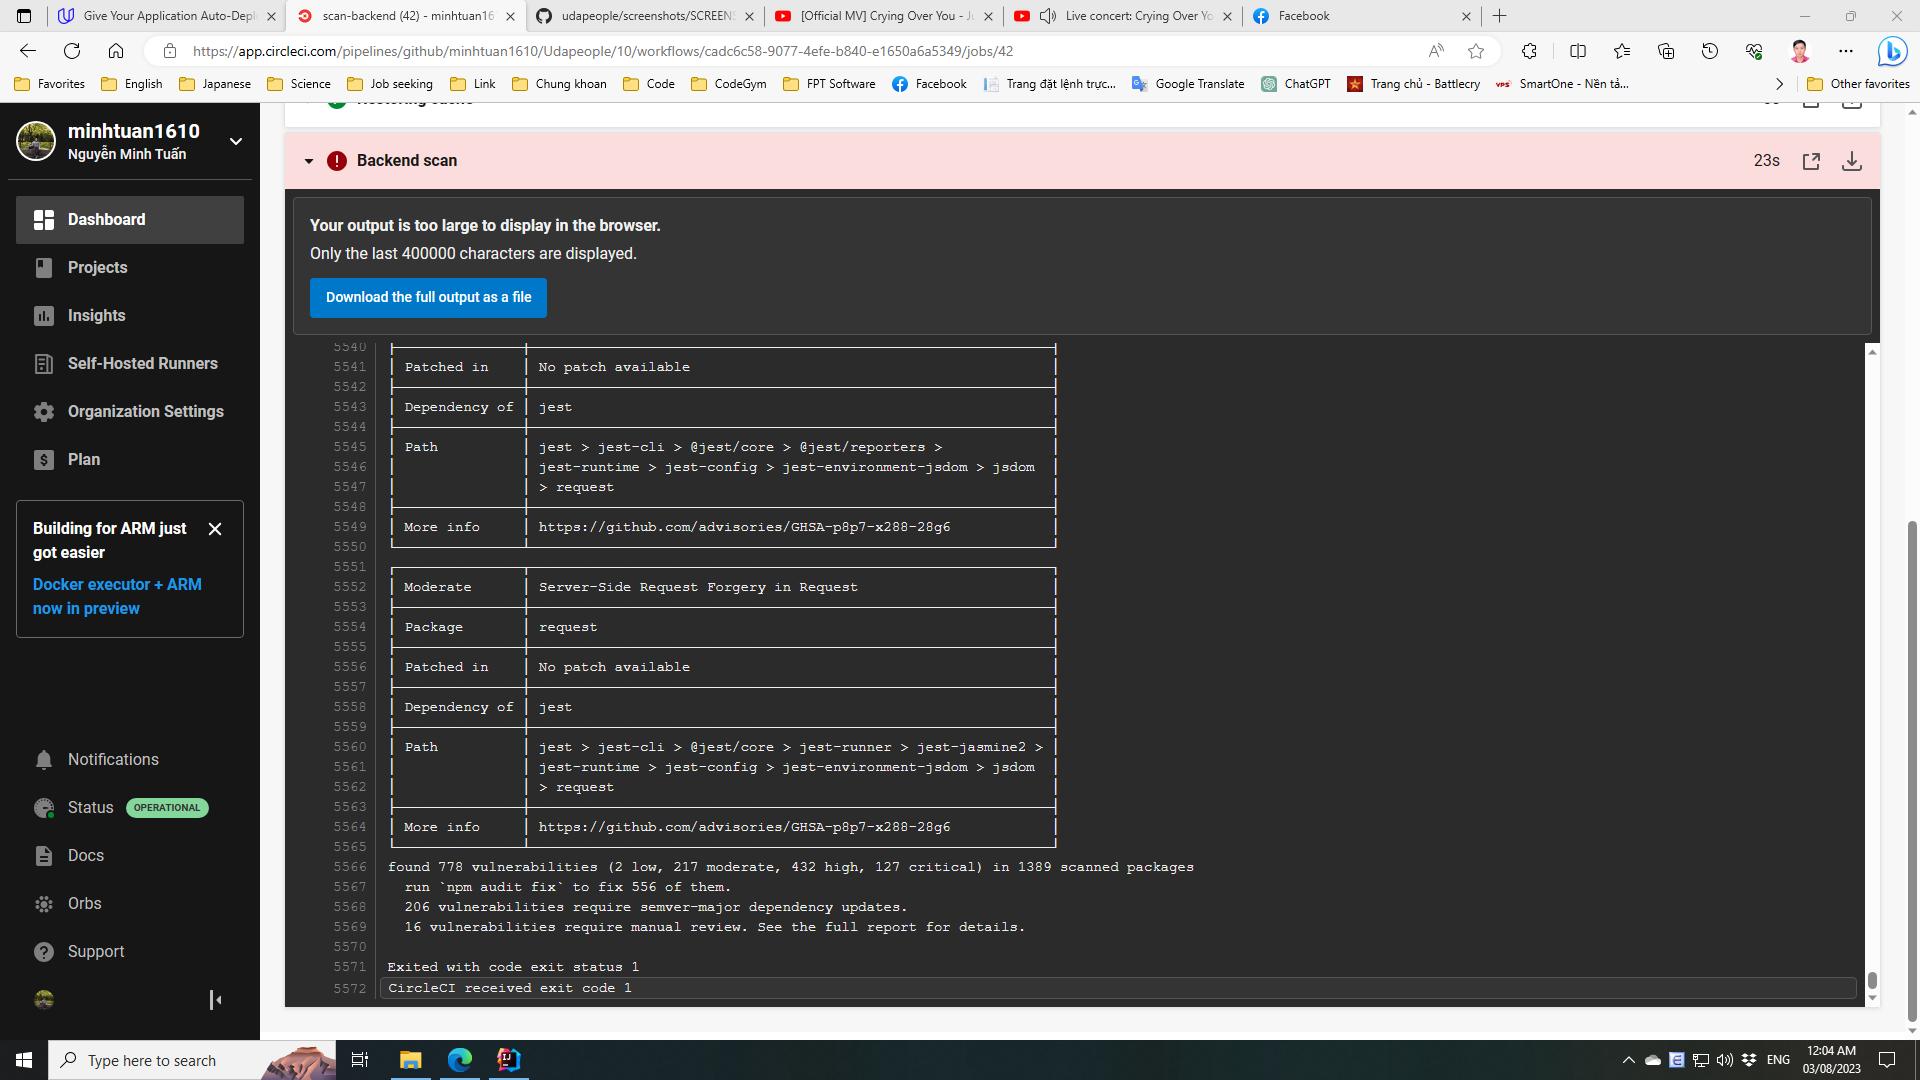 Give Your Application Auto-Depl
scan-backend (42) - minhtuan16
udapeople/screenshots/SCREENS
[Official MV] Crying Over You - Ju
Live concert: Crying Over Yo
Facebook
https://app.circleci.com/pipelines/github/minhtuan1610/Udapeople/10/workflows/cadc6c58-9077-4efe-b840-e1650a6a5349/jobs/42
Favorites
English
Japanese
Science
Job seeking
Link
Chung khoan
Code
CodeGym
FPT Software
Facebook
Trang đặt lệnh trực...
Google Translate
ChatGPT
Trang chủ - Battlecry
SmartOne - Nền tả...
Other favorites
minhtuan1610
Nguyễn Minh Tuấn
Dashboard
Projects
Insights
Self-Hosted Runners
Organization Settings
Plan
Building for ARM just
got easier
Docker executor + ARM
now in preview
Notifications
Status OPERATIONAL
Docs
Orbs
Support
Backend scan
23s
Your output is too large to display in the browser.
Only the last 400000 characters are displayed.
Download the full output as a file
5540
5541 Patched in No patch available
5542
5543 Dependency of jest
5544
5545 Path jest > jest-cli > @jest/core > @jest/reporters >
5546 jest-runtime > jest-config > jest-environment-jsdom > jsdom
5547 > request
5548
5549 More info https://github.com/advisories/GHSA-p8p7-x288-28g6
5550
5551
5552 Moderate Server-Side Request Forgery in Request
5553
5554 Package request
5555
5556 Patched in No patch available
5557
5558 Dependency of jest
5559
5560 Path jest > jest-cli > @jest/core > jest-runner > jest-jasmine2 >
5561 jest-runtime > jest-config > jest-environment-jsdom > jsdom
5562 > request
5563
5564 More info https://github.com/advisories/GHSA-p8p7-x288-28g6
5565
5566 found 778 vulnerabilities (2 low, 217 moderate, 432 high, 127 critical) in 1389 scanned packages
5567 run `npm audit fix` to fix 556 of them.
5568 206 vulnerabilities require semver-major dependency updates.
5569 16 vulnerabilities require manual review. See the full report for details.
5570
5571 Exited with code exit status 1
5572 CircleCI received exit code 1
Type here to search
ENG
12:04 AM
03/08/2023